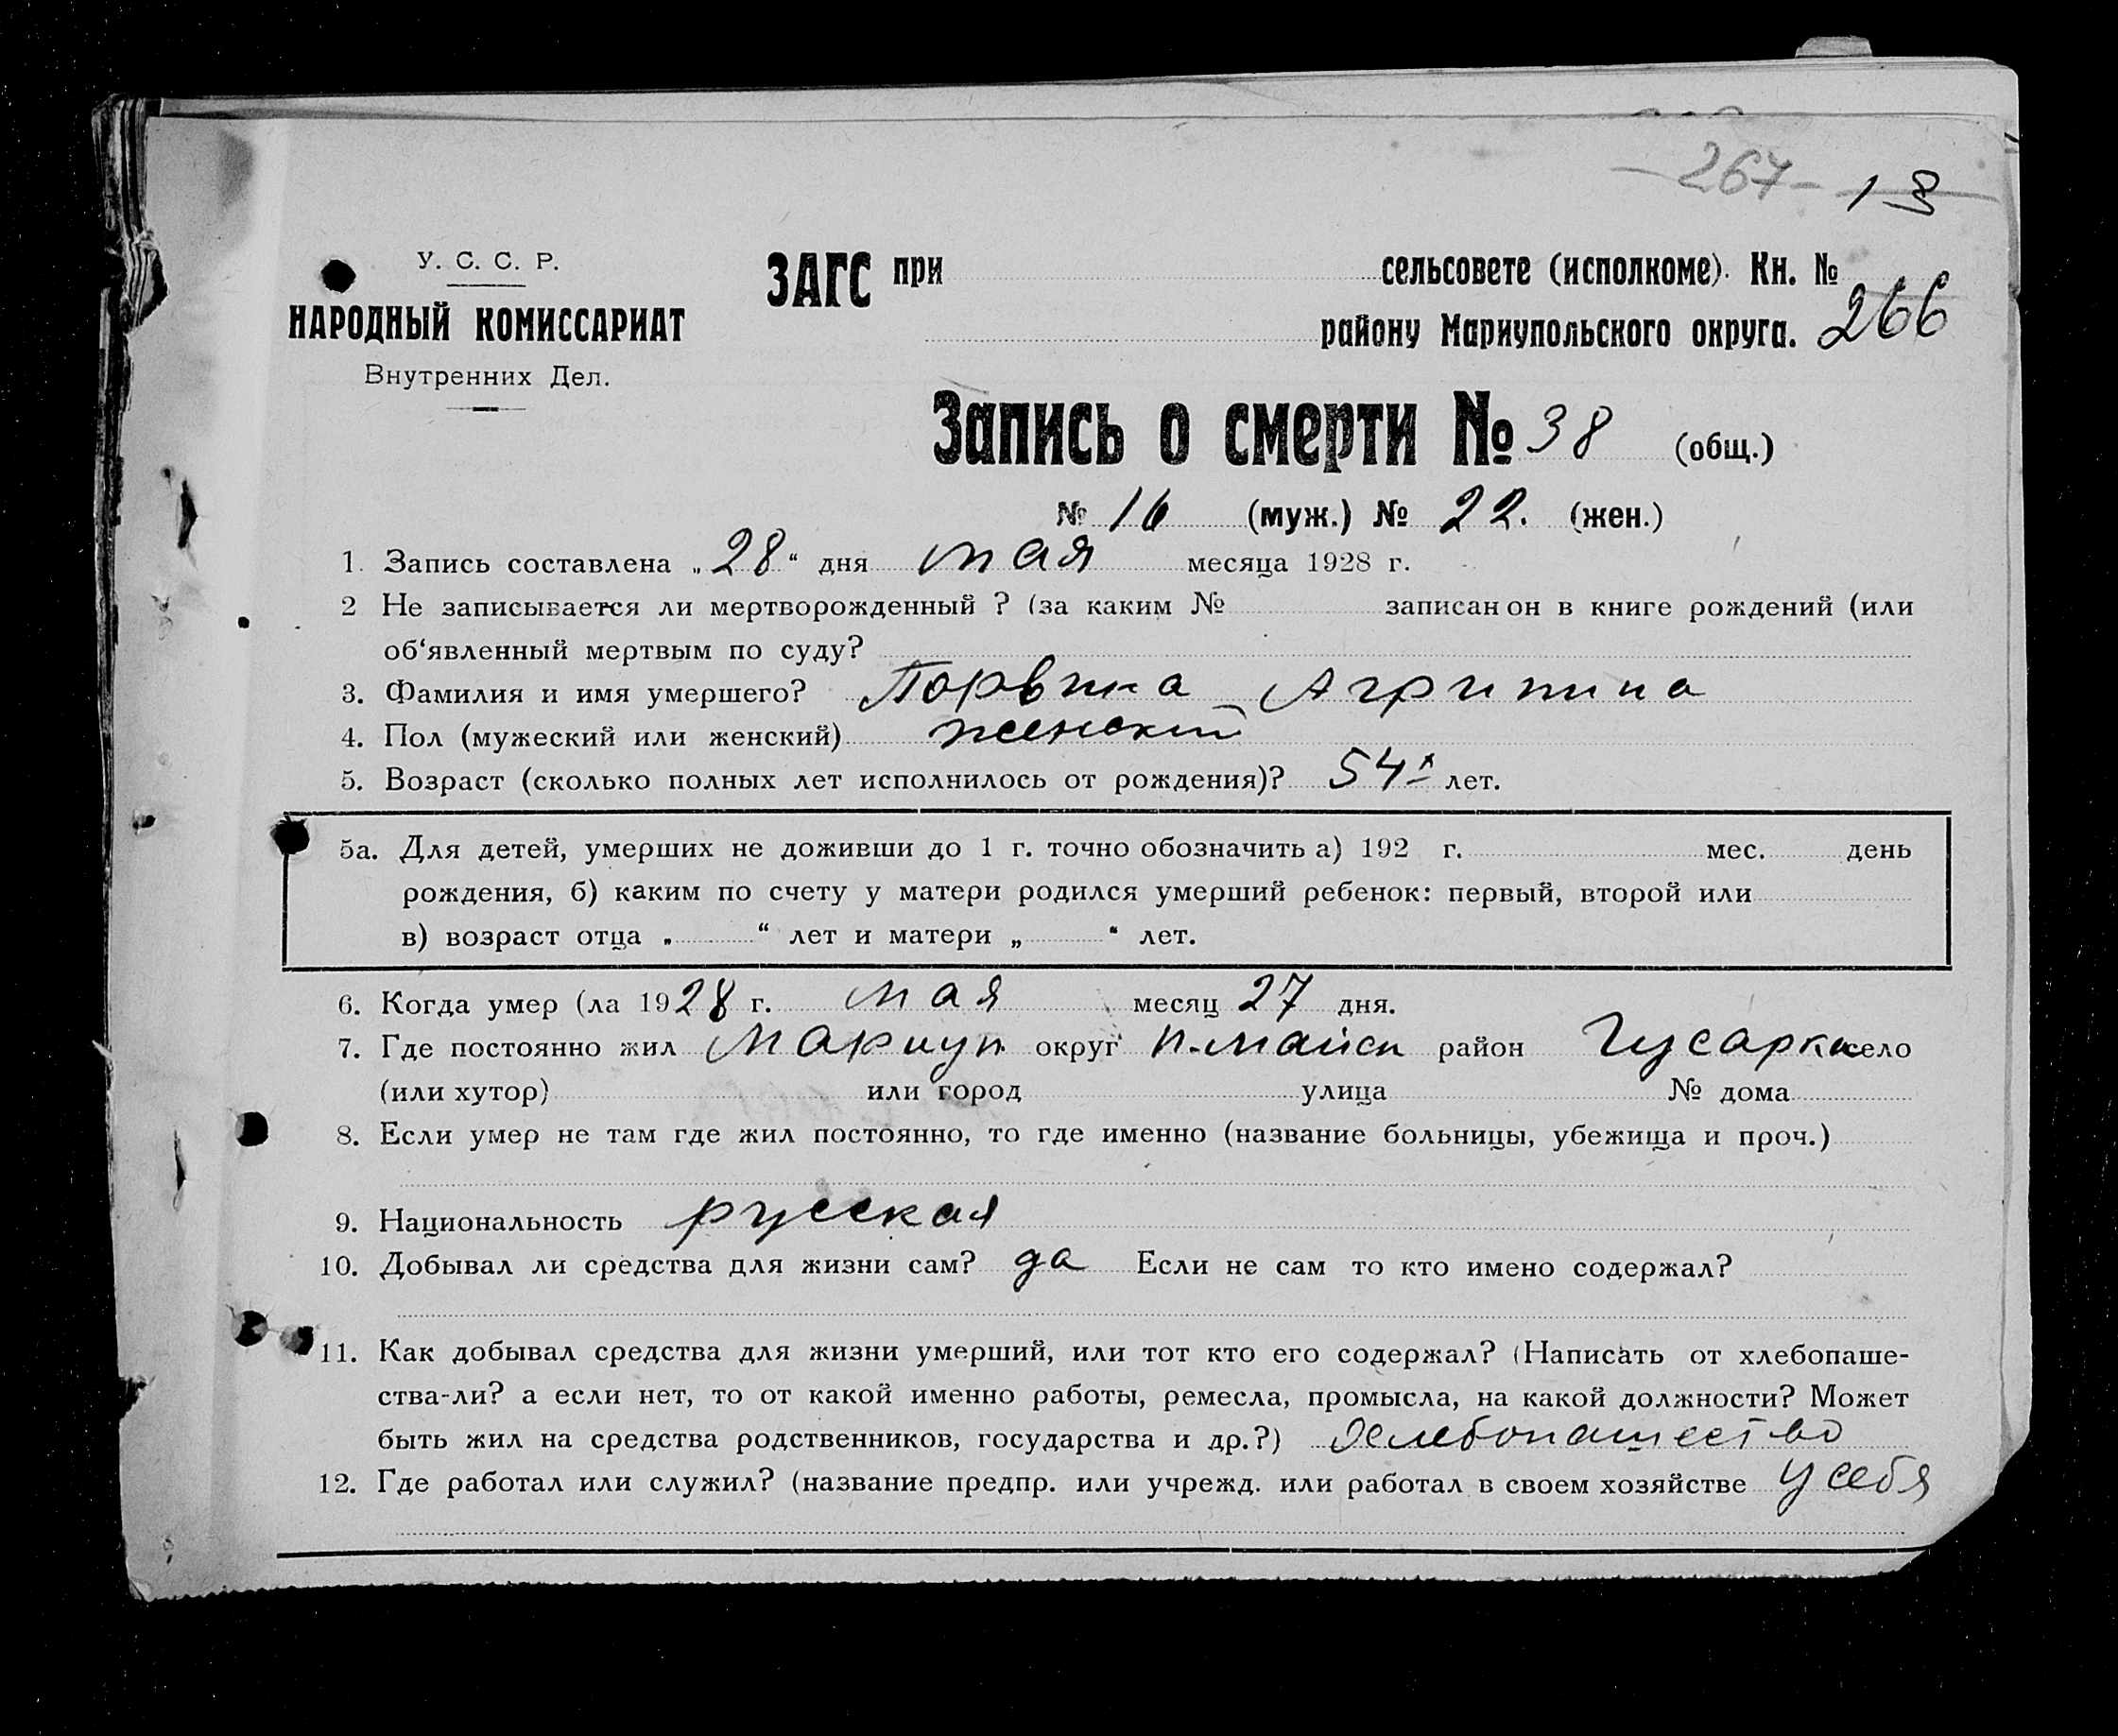 267 13
У. С. С. Р.
НАРОДНЫЙ КОМИССАРИАТ
Внутренних Дел.
ЗАГС при сельсовете (исполкоме). Кн. №
району Мариупольского округа. 266
Запись о смерти № 38 (общ.)
№ 16 (муж.) № 22. (жен.)
1. Запись составлена „28“ дня мая месяца 1928 г.
2 Не записывается ли мертворожденный ? (за каким № записан он в книге рождений (или
об‘явленный мертвым по суду?
3. Фамилия и имя умершего? Агрипина
4. Пол (мужеский или женский) женский
5. Возраст (сколько полных лет исполнилось от рождения)? 54 лет.
5а. Для детей, умерших не доживши до 1 г. точно обозначить а) 192 г. мес. день
рождения, б) каким по счету у матери родился умерший ребенок: первый, второй или
в) возраст отца „ “ лет и матери „ “ лет.
6. Когда умер (ла 1928 г. мая месяц 27 дня.
7. Где постоянно жил Мариуп. округ П.-Майск район Гусарка село
(или хутор) или город улица № дома
8. Если умер не там где жил постоянно, то где именно (название больницы, убежища и проч.)
9. Национальность русская
10. Добывал ли средства для жизни сам? да Если не сам то кто имено содержал?
11. Как добывал средства для жизни умерший, или тот кто его содержал? (Написать от хлебопаше-
ства-ли? а если нет, то от какой именно работы, ремесла, промысла, на какой должности? Может
быть жил на средства родственников, государства и др.?) Хлебопашество
12. Где работал или служил? (название предпр. или учрежд. или работал в своем хозяйстве у себя